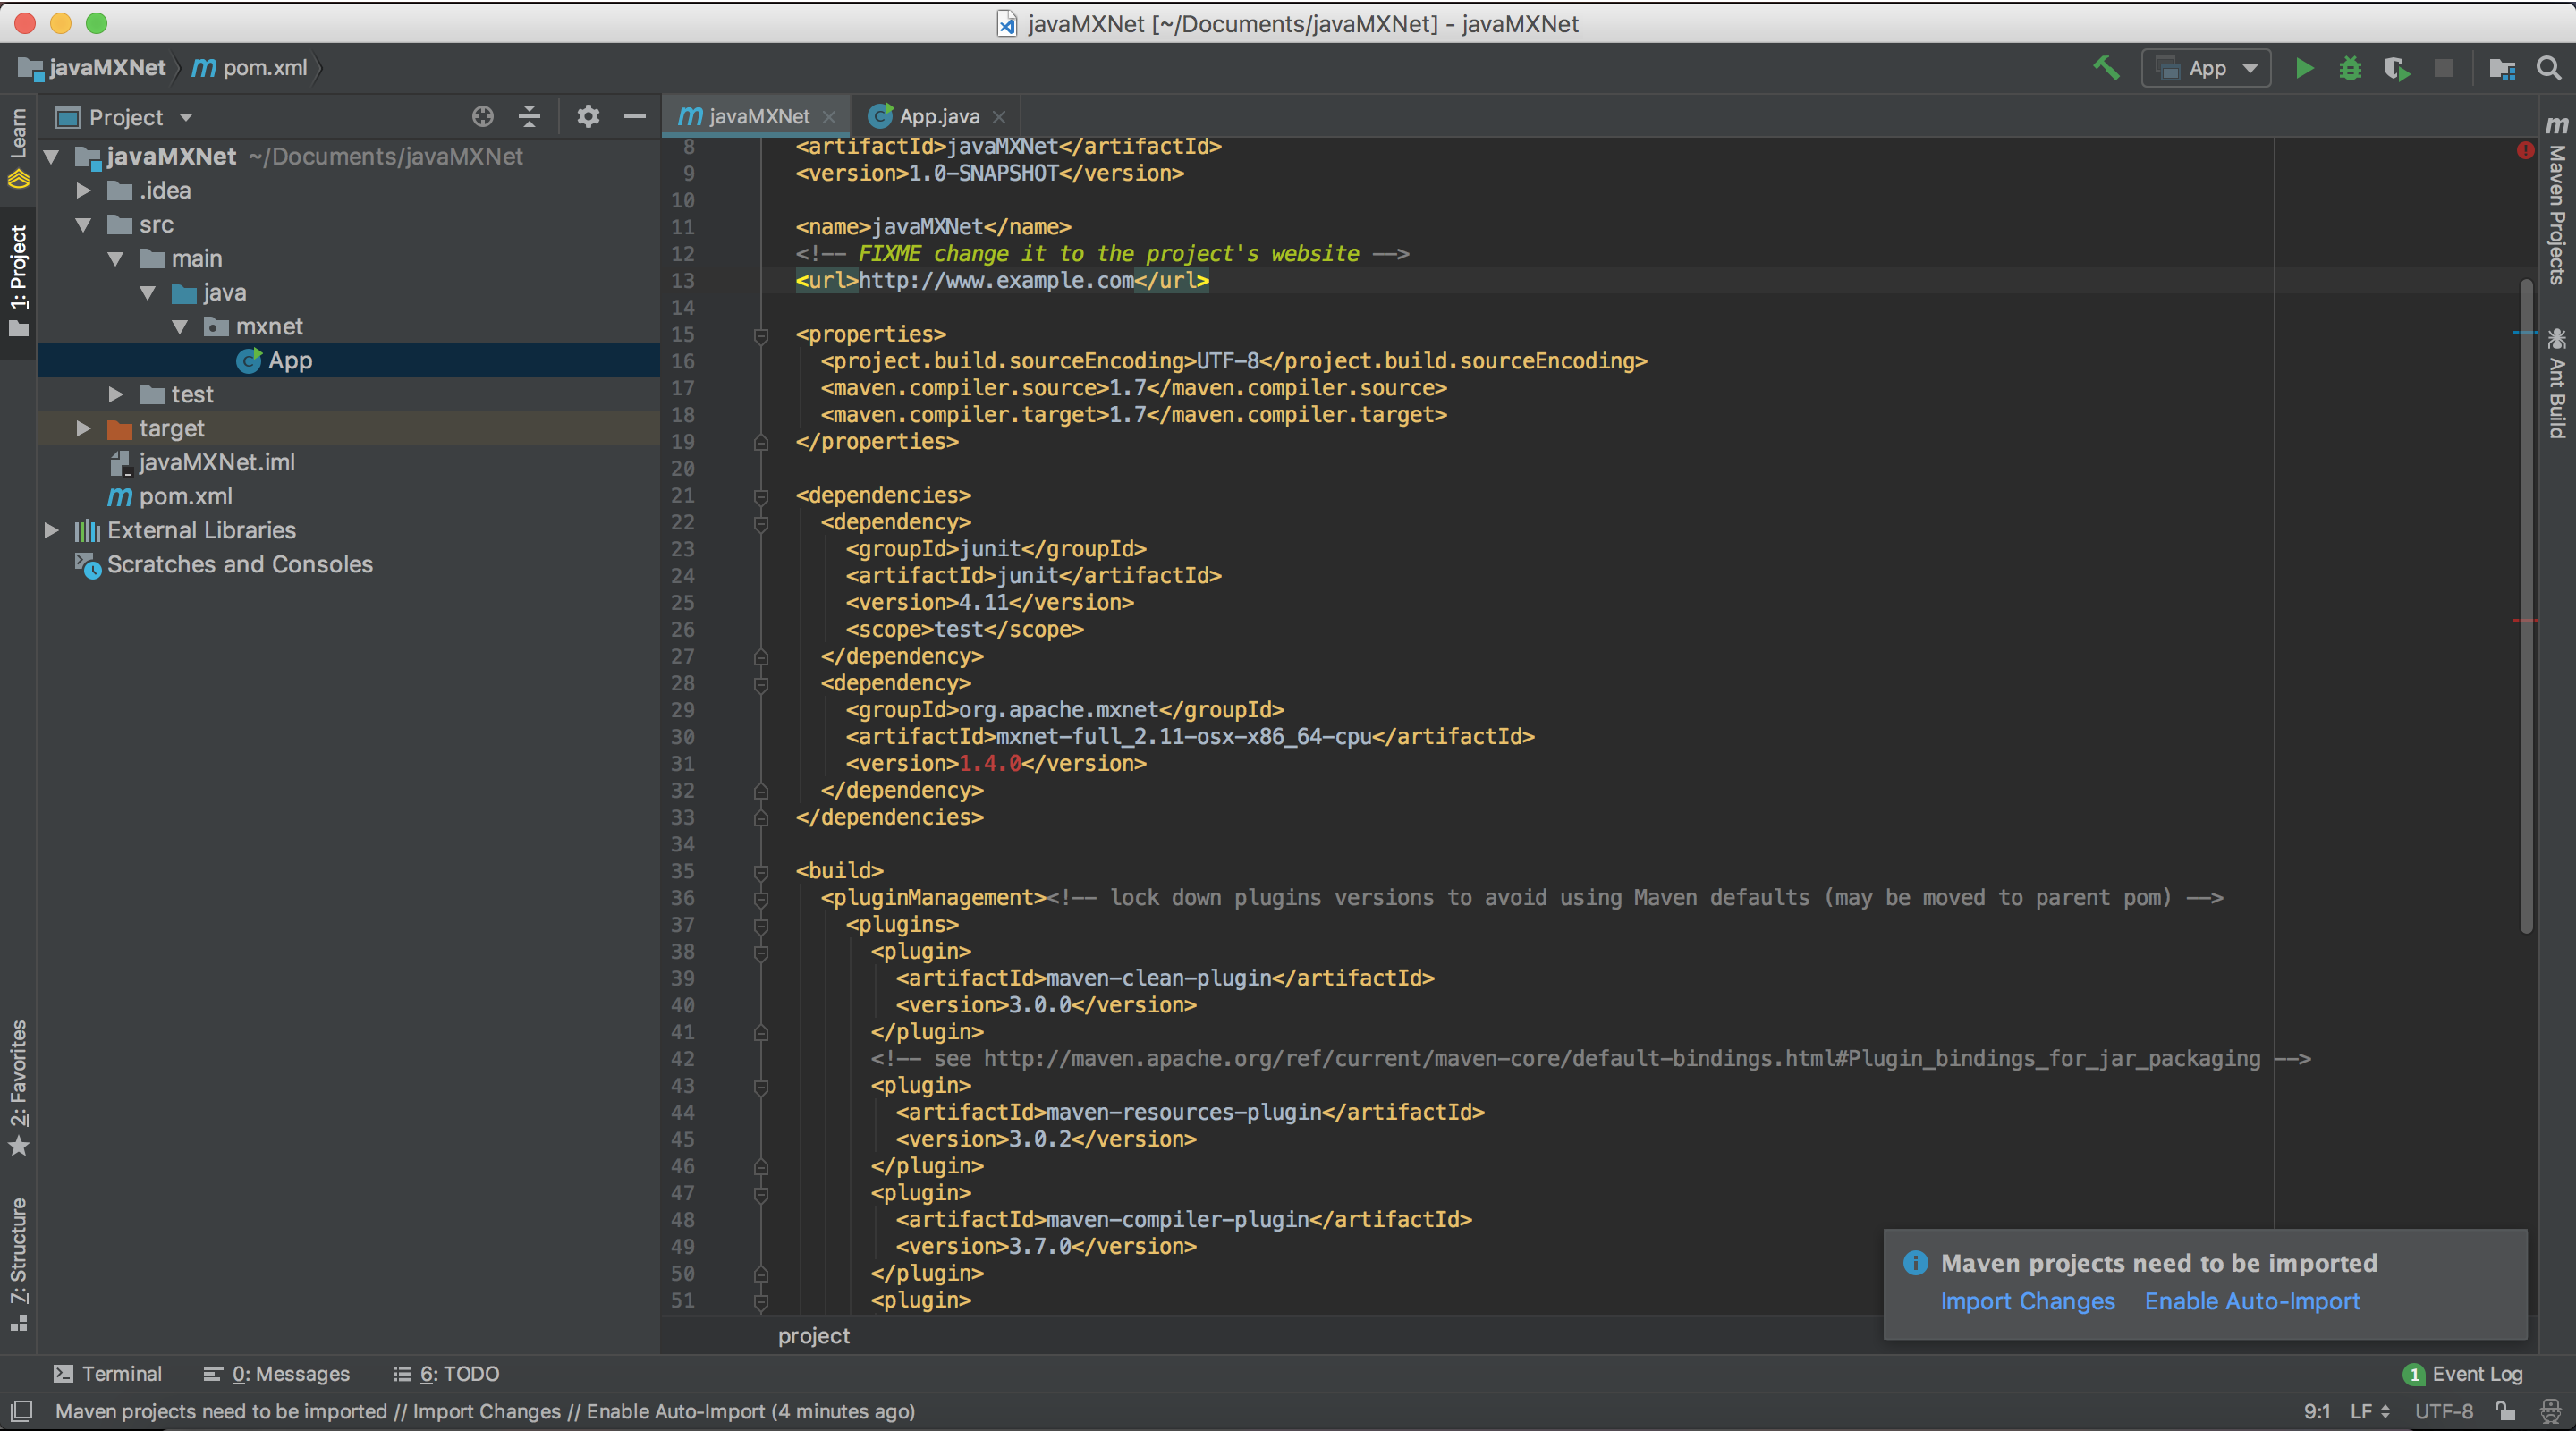 javaMXNet [~/Documents/javaMXNet] - javaMXNet
javaMXNet
m pom.xml
App
Learn
1: Project
2: Favorites
7: Structure
Project
javaMXNet ~/Documents/javaMXNet
.idea
src
main
java
mxnet
C App
test
target
javaMXNet.iml
m pom.xml
External Libraries
Scratches and Consoles
m javaMXNet
C App.java
8 <artifactId>javaMXNet</artifactId>
9 <version>1.0-SNAPSHOT</version>
10
11 <name>javaMXNet</name>
12 <!-- FIXME change it to the project's website -->
13 <url>http://www.example.com</url>
14
15 <properties>
16 <project.build.sourceEncoding>UTF-8</project.build.sourceEncoding>
17 <maven.compiler.source>1.7</maven.compiler.source>
18 <maven.compiler.target>1.7</maven.compiler.target>
19 </properties>
20
21 <dependencies>
22 <dependency>
23 <groupId>junit</groupId>
24 <artifactId>junit</artifactId>
25 <version>4.11</version>
26 <scope>test</scope>
27 </dependency>
28 <dependency>
29 <groupId>org.apache.mxnet</groupId>
30 <artifactId>mxnet-full_2.11-osx-x86_64-cpu</artifactId>
31 <version>1.4.0</version>
32 </dependency>
33 </dependencies>
34
35 <build>
36 <pluginManagement><!-- lock down plugins versions to avoid using Maven defaults (may be moved to parent pom) -->
37 <plugins>
38 <plugin>
39 <artifactId>maven-clean-plugin</artifactId>
40 <version>3.0.0</version>
41 </plugin>
42 <!-- see http://maven.apache.org/ref/current/maven-core/default-bindings.html#Plugin_bindings_for_jar_packaging -->
43 <plugin>
44 <artifactId>maven-resources-plugin</artifactId>
45 <version>3.0.2</version>
46 </plugin>
47 <plugin>
48 <artifactId>maven-compiler-plugin</artifactId>
49 <version>3.7.0</version>
50 </plugin>
51 <plugin>
project
m Maven Projects
Ant Build
Maven projects need to be imported
Import Changes Enable Auto-Import
Terminal
0: Messages
6: TODO
1 Event Log
Maven projects need to be imported // Import Changes // Enable Auto-Import (4 minutes ago)
9:1 LF UTF-8